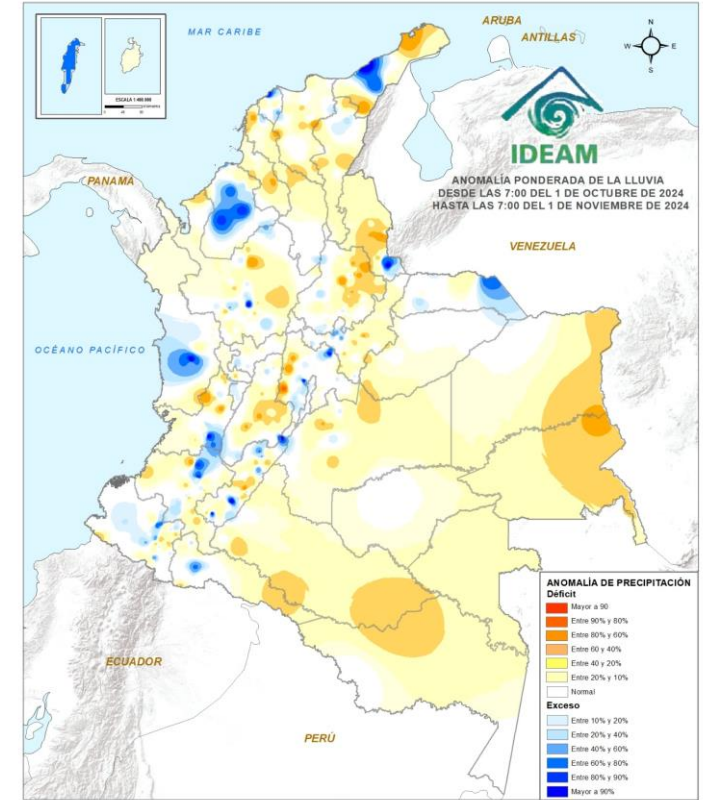 MAR CARIBE
ARUBA
ANTILLAS
N
W
E
S
ESCALA 1:400 000
IDEAM
ANOMALÍA PONDERADA DE LA LLUVIA
DESDE LAS 7:00 DEL 1 DE OCTUBRE DE 2024
HASTA LAS 7:00 DEL 1 DE NOVIEMBRE DE 2024
PANAMA
VENEZUELA
OCÉANO PACÍFICO
ECUADOR
PERÚ
ANOMALÍA DE PRECIPITACIÓN
Déficit
Mayor a 90
Entre 90% y 80%
Entre 80% y 60%
Entre 60 y 40%
Entre 40 y 20%
Entre 20% y 10%
Normal
Exceso
Entre 10% y 20%
Entre 20% y 40%
Entre 40% y 60%
Entre 60% y 80%
Entre 80% y 90%
Mayor a 90%